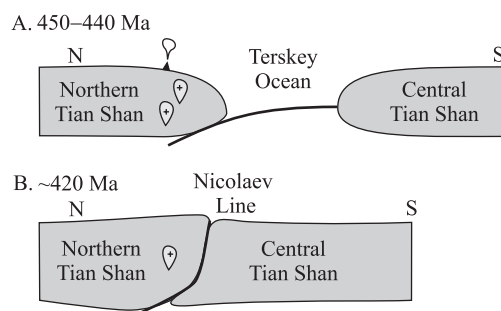 A. 450–440 Ma
N
S
Terskey
Ocean
Northern
Tian Shan
Central
Tian Shan
B. ~420 Ma
Nicolaev
Line
N
S
Northern
Tian Shan
Central
Tian Shan